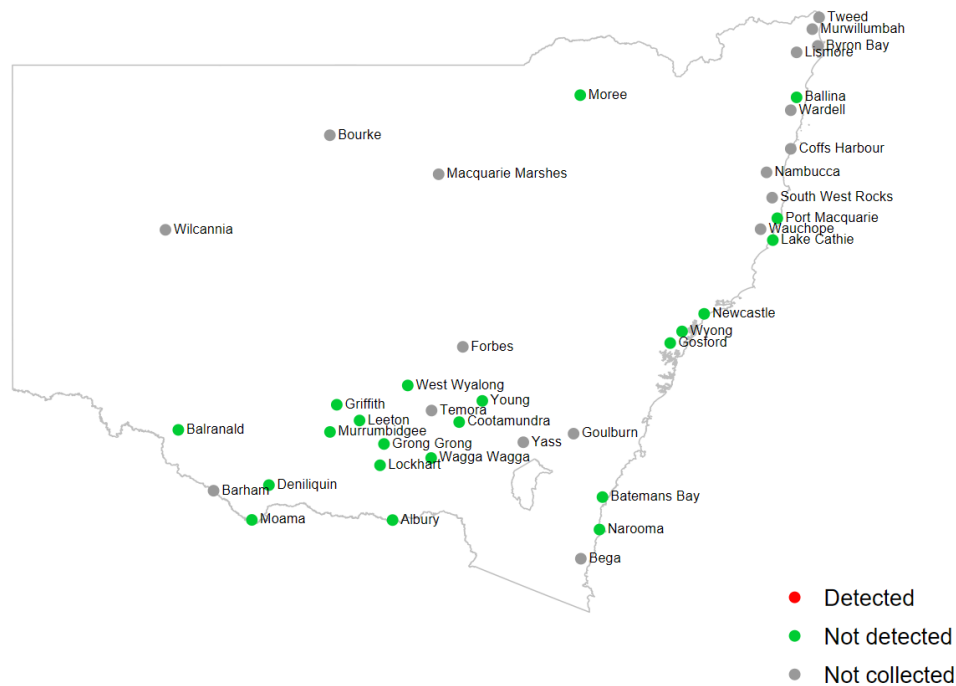 Tweed
Murwillumbah
Byron Bay
Lismore
Moree
Ballina
Wardell
Bourke
Coffs Harbour
Macquarie Marshes
Nambucca
South West Rocks
Port Macquarie
Wilcannia
Wauchope
Lake Cathie
Newcastle
Wyong
Gosford
Forbes
West Wyalong
Young
Griffith
Temora
Leeton
Cootamundra
Balranald
Murrumbidgee
Goulburn
Grong Grong
Yass
Wagga Wagga
Lockhart
Deniliquin
Barham
Batemans Bay
Moama
Albury
Narooma
Bega
Detected
Not detected
Not collected